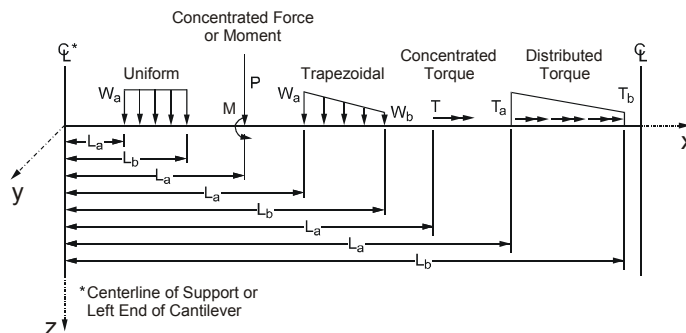 Concentrated Force
or Moment
℄*
Uniform
P
Trapezoidal
Concentrated
Torque
Distributed
Torque
℄
Wa
M
Wa
Wb
T
Ta
Tb
x
La
Lb
La
La
Lb
La
La
Lb
y
z
*Centerline of Support or
Left End of Cantilever